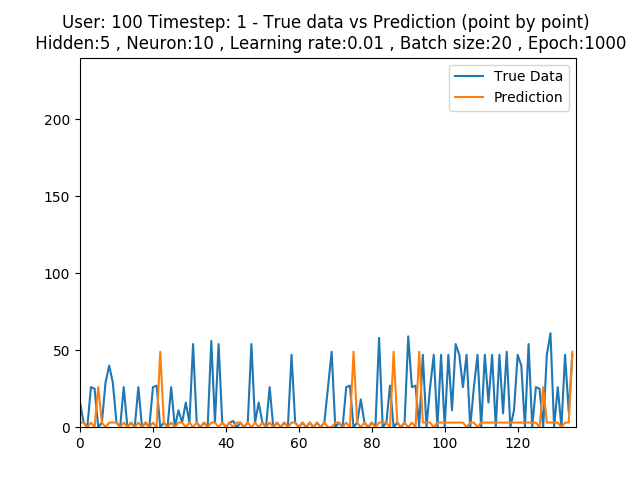 User: 100 Timestep: 1 - True data vs Prediction (point by point)
Hidden:5 , Neuron:10 , Learning rate:0.01 , Batch size:20 , Epoch:1000
True Data
Prediction
200
150
100
50
0
0 20 40 60 80 100 120